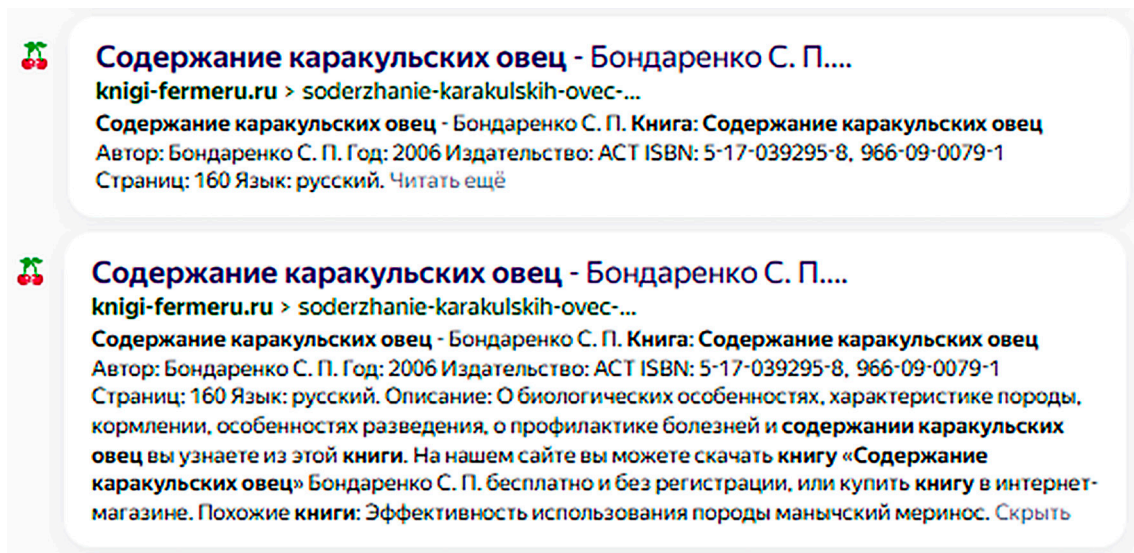 Содержание каракульских овец - Бондаренко С. П....
knigi-fermeru.ru > soderzhanie-karakulskih-ovec-...
Содержание каракульских овец - Бондаренко С. П. Книга: Содержание каракульских овец
Автор: Бондаренко С. П. Год: 2006 Издательство: АСТ ISBN: 5-17-039295-8, 966-09-0079-1
Страниц: 160 Язык: русский. Читать ещё
Содержание каракульских овец - Бондаренко С. П....
knigi-fermeru.ru > soderzhanie-karakulskih-ovec-...
Содержание каракульских овец - Бондаренко С. П. Книга: Содержание каракульских овец
Автор: Бондаренко С. П. Год: 2006 Издательство: АСТ ISBN: 5-17-039295-8, 966-09-0079-1
Страниц: 160 Язык: русский. Описание: О биологических особенностях, характеристике породы,
кормлении, особенностях разведения, о профилактике болезней и содержании каракульских
овец вы узнаете из этой книги. На нашем сайте вы можете скачать книгу «Содержание
каракульских овец» Бондаренко С. П. бесплатно и без регистрации, или купить книгу в интернет-
магазине. Похожие книги: Эффективность использования породы манычский меринос. Скрыть